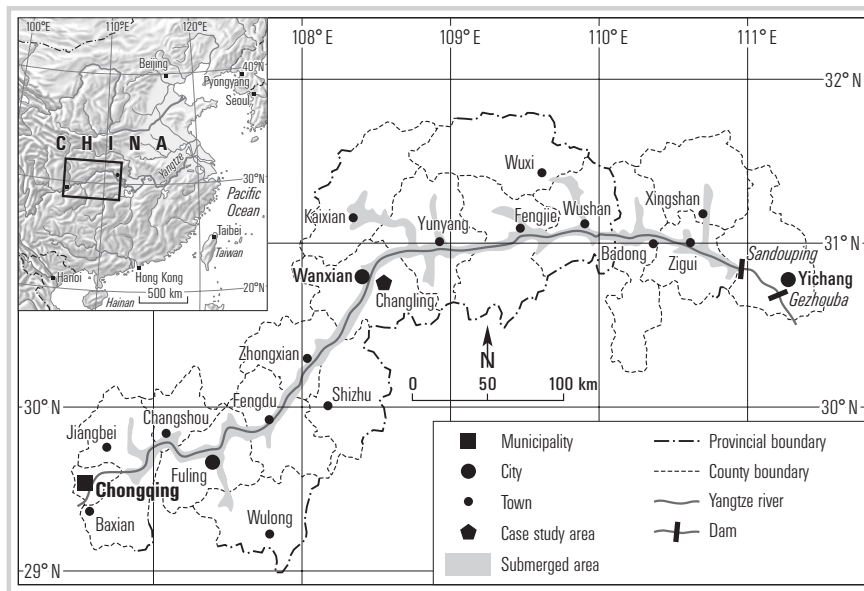 100°E
110°E
120°E
Beijing
40°N
Pyongyang
Seoul
CHINA
Yangtze
30°N
Pacific
Ocean
Taibei
Taiwan
Hanoi
Hong Kong
500 km
20°N
Hainan
108°E
109°E
110°E
111°E
32°N
Wuxi
Xingshan
Kaixian
Yunyang
Fengjie
Wushan
31°N
Badong
Zigui
Sandouping
Wanxian
Changling
Yichang
Gezhouba
Zhongxian
N
0
50
100 km
Shizhu
30°N
30°N
Fengdu
Changshou
Jiangbei
Fuling
Chongqing
Baxian
Wulong
29°N
Municipality
City
Town
Case study area
Submerged area
Provincial boundary
County boundary
Yangtze river
Dam